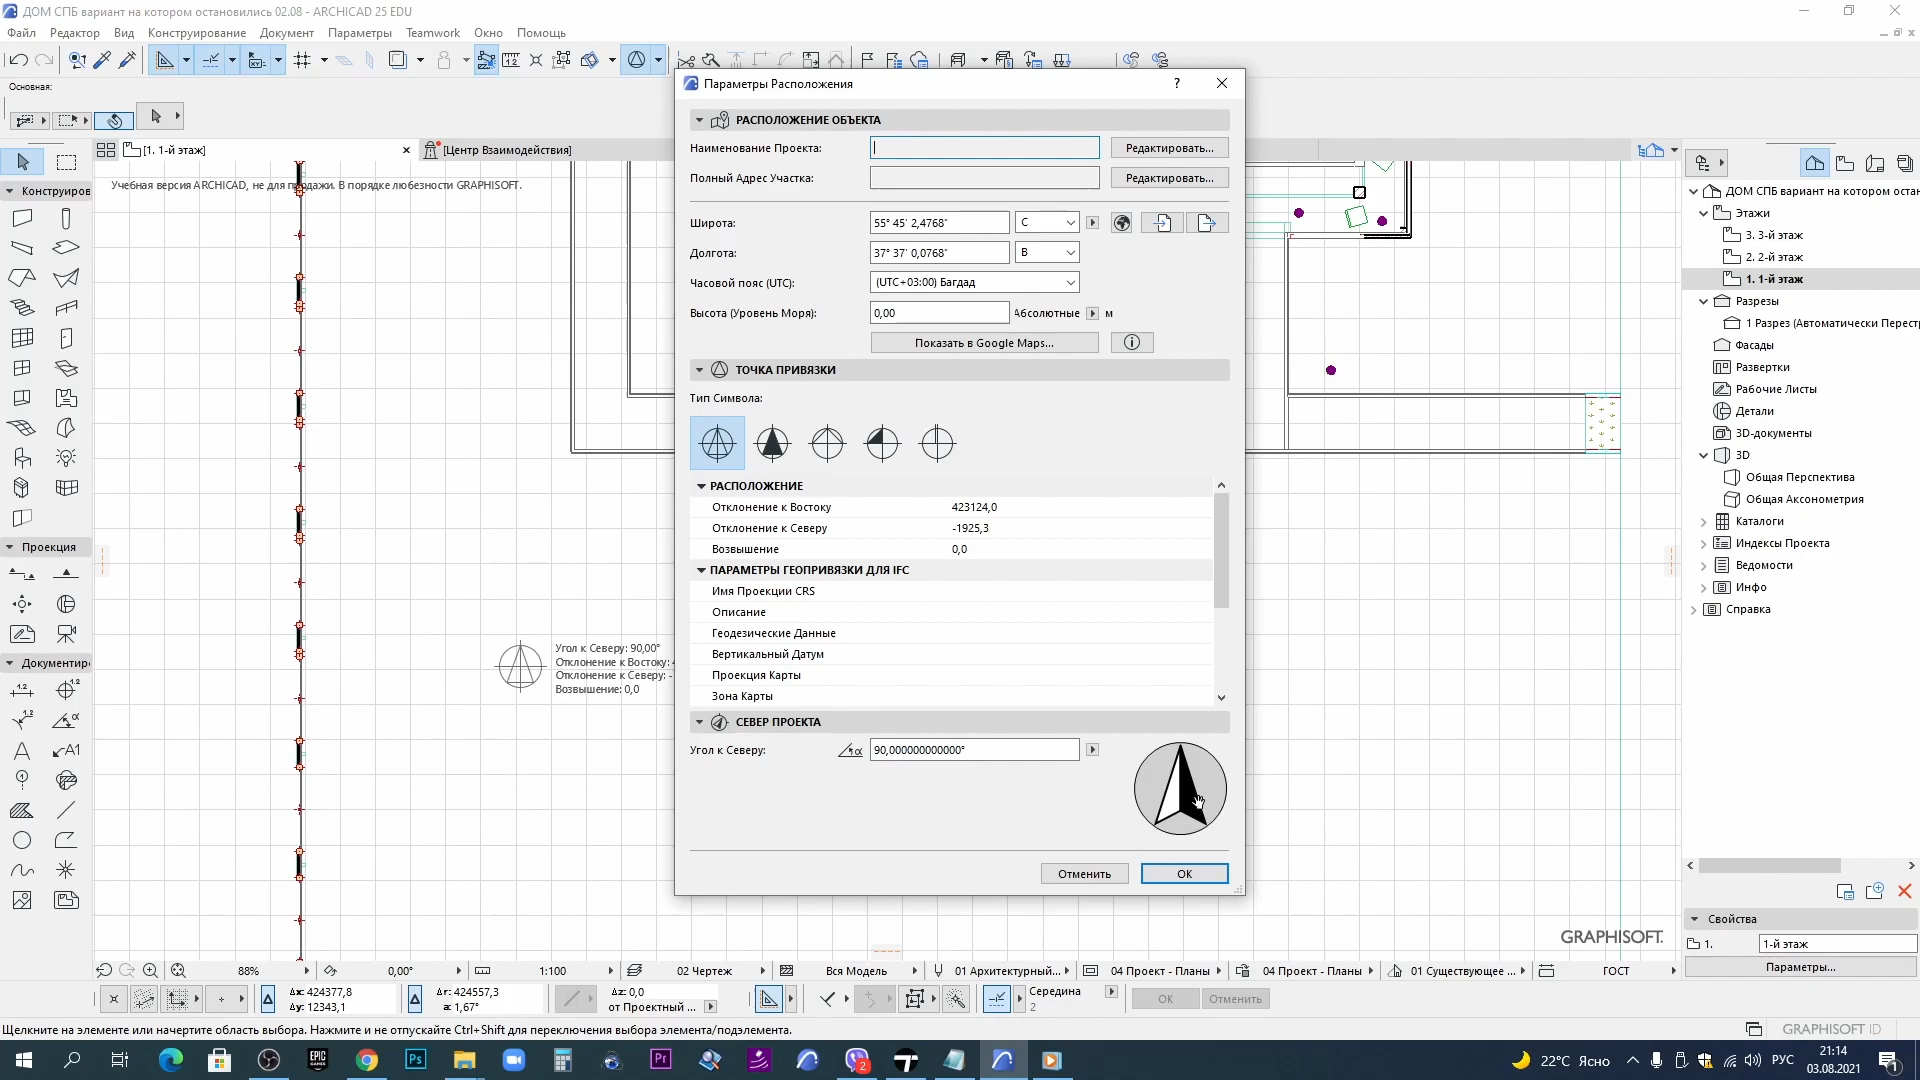 ДОМ СПБ вариант на котором остановились 02.08 - ARCHICAD 25 EDU
Файл Редактор Вид Конструирование Документ Параметры Teamwork Окно Помощь
Основная:
[1. 1-й этаж]
[Центр Взаимодействия]
Учебная версия ARCHICAD, не для продажи. В порядке любезности GRAPHISOFT.
Конструиров
Проекция
Документир
Угол к Северу: 90,00°
Отклонение к Востоку:
Отклонение к Северу: -
Возвышение: 0,0
Параметры Расположения
?
РАСПОЛОЖЕНИЕ ОБЪЕКТА
Наименование Проекта: Редактировать...
Полный Адрес Участка: Редактировать...
Широта: 55° 45' 2,4768" С
Долгота: 37° 37' 0,0768" В
Часовой пояс (UTC): (UTC+03:00) Багдад
Высота (Уровень Моря): 0,00 Абсолютные м
Показать в Google Maps...
ТОЧКА ПРИВЯЗКИ
Тип Символа:
РАСПОЛОЖЕНИЕ
Отклонение к Востоку 423124,0
Отклонение к Северу -1925,3
Возвышение 0,0
ПАРАМЕТРЫ ГЕОПРИВЯЗКИ ДЛЯ IFC
Имя Проекции CRS
Описание
Геодезические Данные
Вертикальный Датум
Проекция Карты
Зона Карты
СЕВЕР ПРОЕКТА
Угол к Северу: 90,000000000000°
Отменить OK
ДОМ СПБ вариант на котором остан
Этажи
3. 3-й этаж
2. 2-й этаж
1. 1-й этаж
Разрезы
1 Разрез (Автоматически Перестр
Фасады
Развертки
Рабочие Листы
Детали
3D-документы
3D
Общая Перспектива
Общая Аксонометрия
Каталоги
Индексы Проекта
Ведомости
Инфо
Справка
Свойства
1. 1-й этаж
Параметры...
GRAPHISOFT.
88% 0,00° 1:100 02 Чертеж Вся Модель 01 Архитектурный... 04 Проект - Планы 04 Проект - Планы 01 Существующее ... ГОСТ
Δx: 424377,8
Δy: 12343,1
Δr: 424557,3
a: 1,67°
Δz: 0,0
от Проектный ...
Середина
2
OK Отменить
Щелкните на элементе или начертите область выбора. Нажмите и не отпускайте Ctrl+Shift для переключения выбора элемента/подэлемента.
GRAPHISOFT ID
22°C Ясно РУС
21:14
03.08.2021